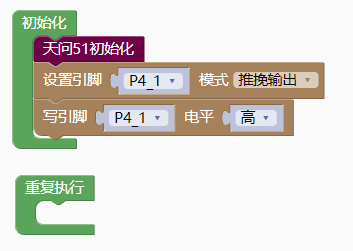 初始化
天问51初始化
设置引脚 P4_1 模式 推挽输出
写引脚 P4_1 电平 高
重复执行